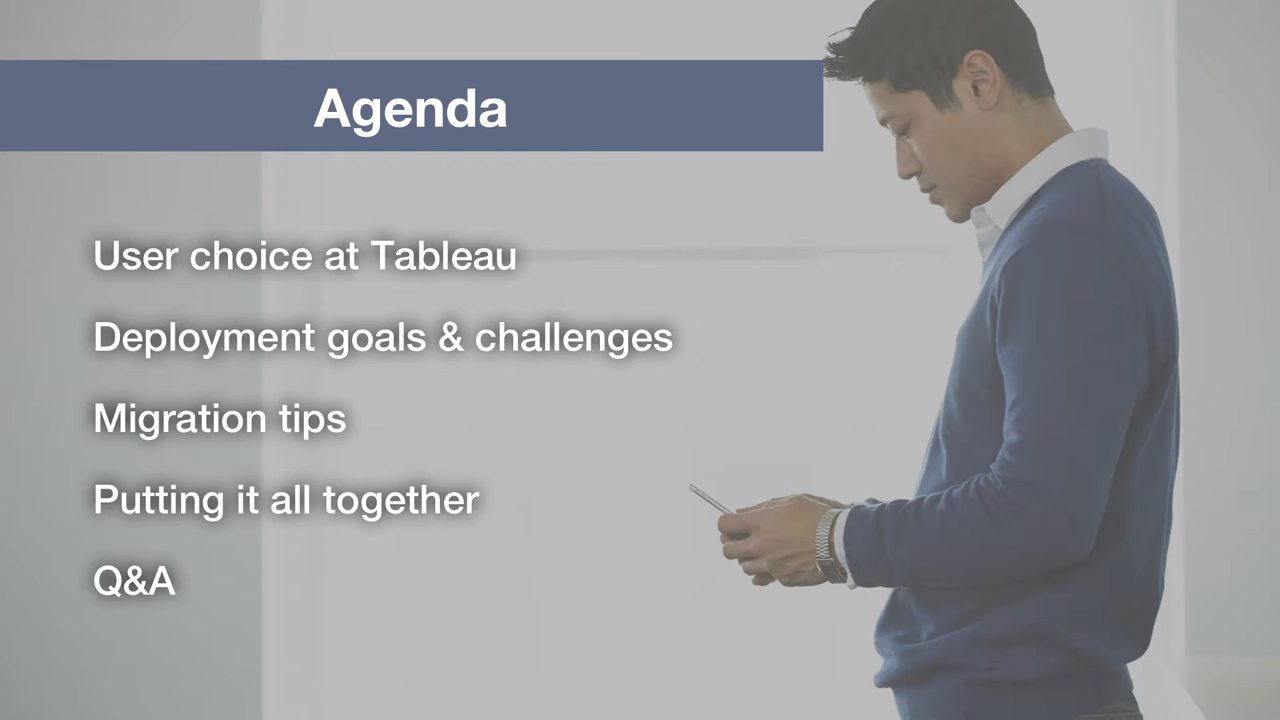 Agenda
User choice at Tableau
Deployment goals & challenges
Migration tips
Putting it all together
Q&A